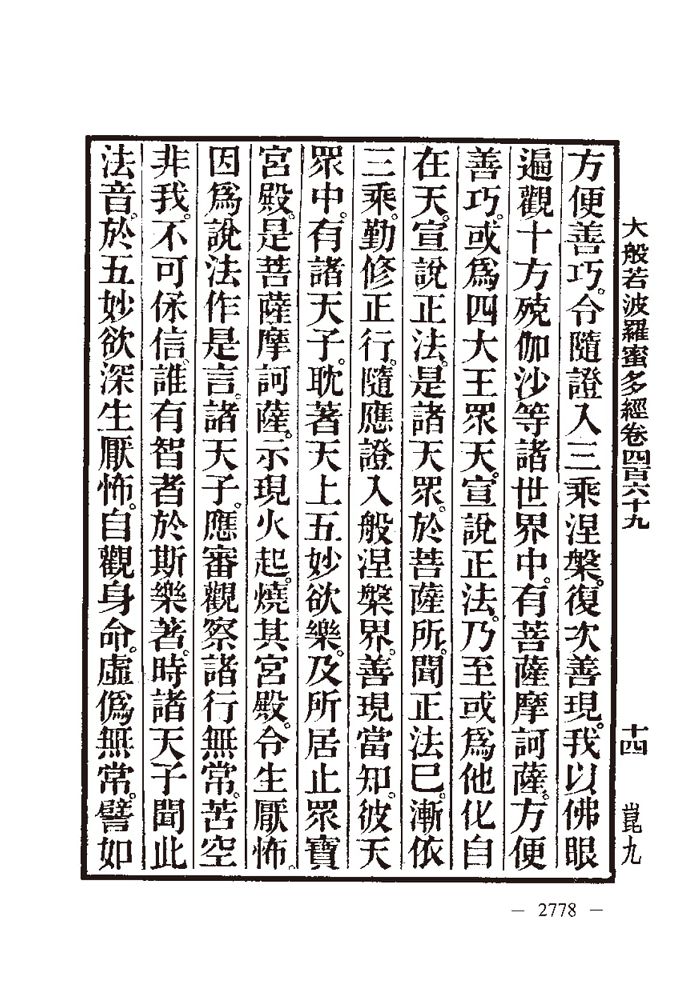 大般若波羅蜜多經卷四百六十九　十四　崑九
方便善巧。令隨證入三乘涅槃。復次善現。我以佛眼
遍觀十方殑伽沙等諸世界中。有菩薩摩訶薩。方便
善巧。或爲四大王眾天。宣說正法。乃至或爲他化自
在天。宣說正法。是諸天眾。於菩薩所。聞正法已。漸依
三乘。勤修正行。隨應證入般涅槃界。善現當知。彼天
眾中。有諸天子。耽著天上五妙欲樂。及所居止眾寶
宮殿。是菩薩摩訶薩。示現火起。燒其宮殿。令生厭怖。
因爲說法作是言。諸天子。應審觀察諸行無常。苦空
非我。不可保信。誰有智者於斯樂著。時諸天子聞此
法音。於五妙欲深生厭怖。自觀身命。虛僞無常。譬如
— 2778 —